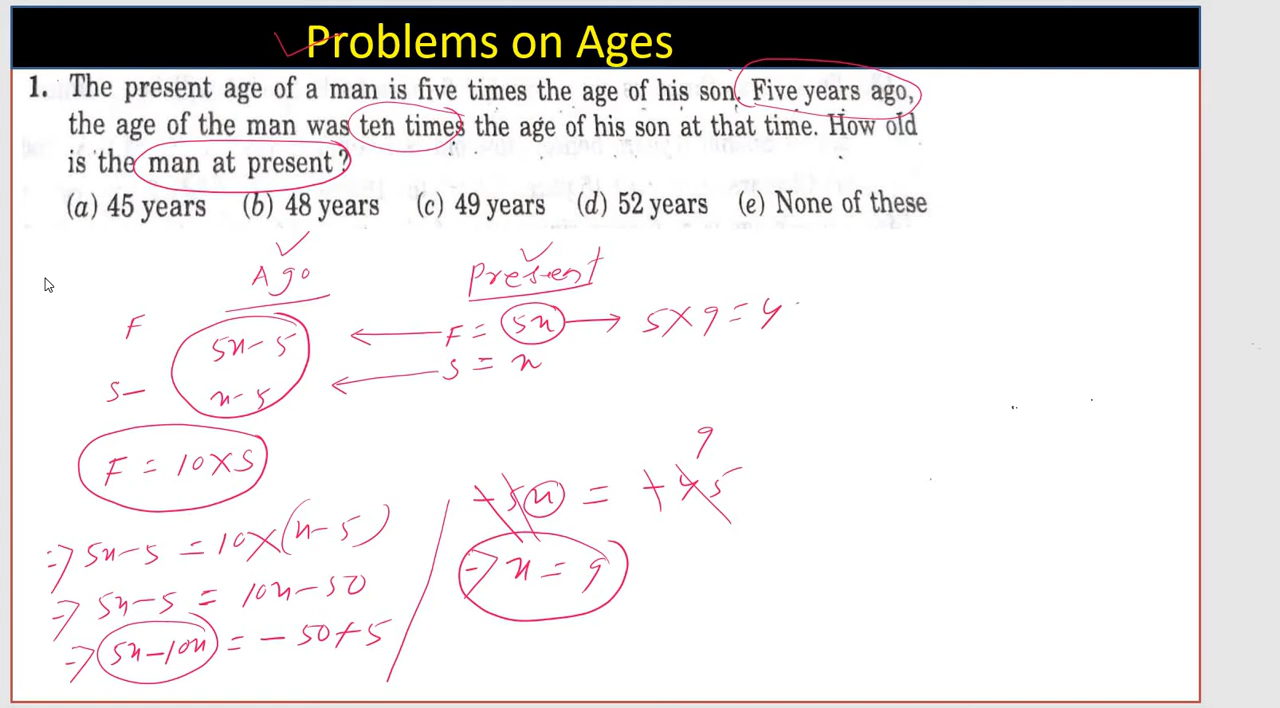 Problems on Ages
1. The present age of a man is five times the age of his son. Five years ago,
the age of the man was ten times the age of his son at that time. How old
is the man at present?
(a) 45 years (b) 48 years (c) 49 years (d) 52 years (e) None of these
Ago Present
F 5x-5 F = 5x → 5×9=4
S- x-5 S = x
F = 10×S
⇒ 5x-5 = 10×(x-5)
⇒ 5x-5 = 10x-50
⇒ 5x-10x = -50+5
9
+5x = +45
⇒ x = 9